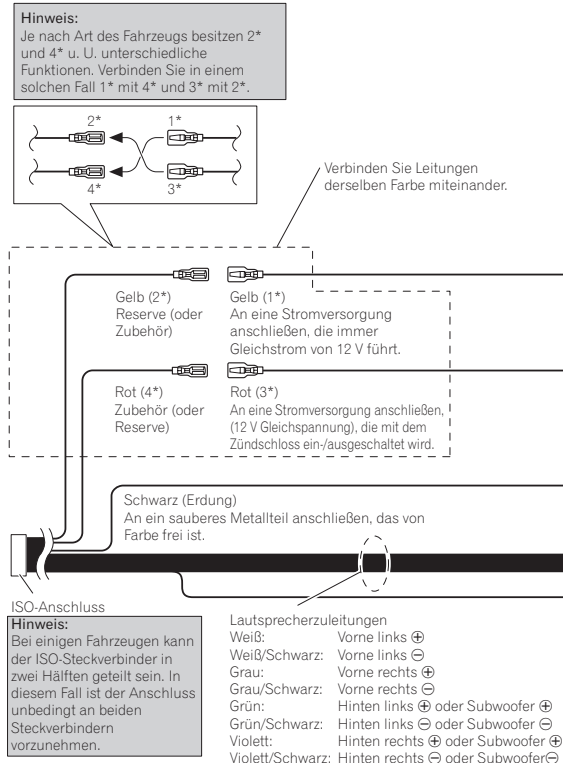 Hinweis:
Je nach Art des Fahrzeugs besitzen 2*
und 4* u. U. unterschiedliche
Funktionen. Verbinden Sie in einem
solchen Fall 1* mit 4* und 3* mit 2*.
2*
1*
4*
3*
Verbinden Sie Leitungen
derselben Farbe miteinander.
Gelb (2*)
Reserve (oder
Zubehör)
Gelb (1*)
An eine Stromversorgung
anschließen, die immer
Gleichstrom von 12 V führt.
Rot (4*)
Zubehör (oder
Reserve)
Rot (3*)
An eine Stromversorgung anschließen,
(12 V Gleichspannung), die mit dem
Zündschloss ein-/ausgeschaltet wird.
Schwarz (Erdung)
An ein sauberes Metallteil anschließen, das von
Farbe frei ist.
ISO-Anschluss
Hinweis:
Bei einigen Fahrzeugen kann
der ISO-Steckverbinder in
zwei Hälften geteilt sein. In
diesem Fall ist der Anschluss
unbedingt an beiden
Steckverbindern
vorzunehmen.
Lautsprecherzuleitungen
Weiß: Vorne links ⊕
Weiß/Schwarz: Vorne links ⊖
Grau: Vorne rechts ⊕
Grau/Schwarz: Vorne rechts ⊖
Grün: Hinten links ⊕ oder Subwoofer ⊕
Grün/Schwarz: Hinten links ⊖ oder Subwoofer ⊖
Violett: Hinten rechts ⊕ oder Subwoofer ⊕
Violett/Schwarz: Hinten rechts ⊖ oder Subwoofer⊖